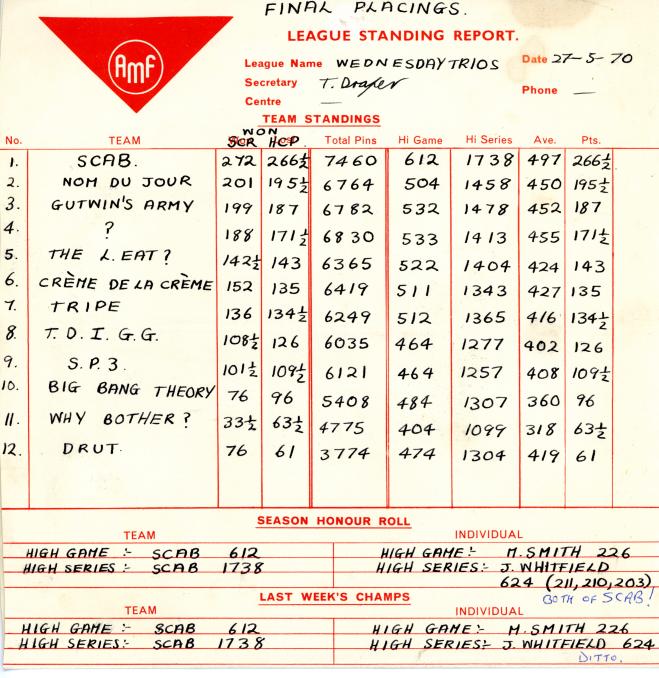 FINAL PLACINGS.
LEAGUE STANDING REPORT.
AMF
League Name WEDNESDAY TRIOS Date 27-5-70
Secretary T. Draper Phone —
Centre —
TEAM STANDINGS
WON
No. TEAM SCR HCP Total Pins Hi Game Hi Series Ave. Pts.
1. SCAB. 272 266½ 7460 612 1738 497 266½
2. NOM DU JOUR 201 195½ 6764 504 1458 450 195½
3. GUTWIN'S ARMY 199 187 6782 532 1478 452 187
4. ? 188 171½ 6830 533 1413 455 171½
5. THE L. EAT? 142½ 143 6365 522 1404 424 143
6. CRÈME DE LA CRÈME 152 135 6419 511 1343 427 135
7. TRIPE 136 134½ 6249 512 1365 416 134½
8. T. D. I. G. G. 108½ 126 6035 464 1277 402 126
9. S. P. 3. 101½ 109½ 6121 464 1257 408 109½
10. BIG BANG THEORY 76 96 5408 484 1307 360 96
11. WHY BOTHER? 33½ 63½ 4775 404 1099 318 63½
12. DRUT. 76 61 3774 474 1304 419 61
SEASON HONOUR ROLL
TEAM INDIVIDUAL
HIGH GAME :- SCAB 612 HIGH GAME:- M. SMITH 226
HIGH SERIES:- SCAB 1738 HIGH SERIES:- J. WHITFIELD
624 (211, 210, 203)
BOTH OF SCAB!
LAST WEEK'S CHAMPS
TEAM INDIVIDUAL
HIGH GAME :- SCAB 612 HIGH GAME:- M. SMITH 226
HIGH SERIES:- SCAB 1738 HIGH SERIES:- J. WHITFIELD 624
DITTO.